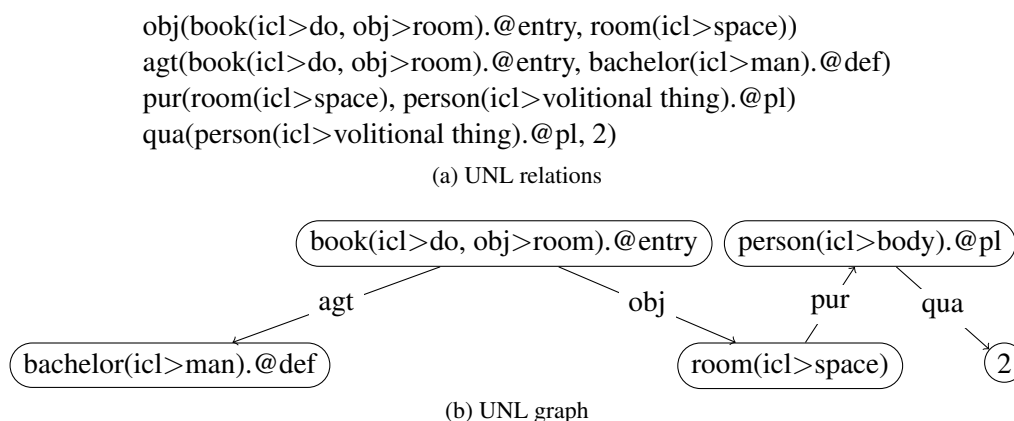 obj(book(icl>do, obj>room).@entry, room(icl>space))
agt(book(icl>do, obj>room).@entry, bachelor(icl>man).@def)
pur(room(icl>space), person(icl>volitional thing).@pl)
qua(person(icl>volitional thing).@pl, 2)
(a) UNL relations
book(icl>do, obj>room).@entry person(icl>body).@pl
agt obj pur qua
bachelor(icl>man).@def room(icl>space) 2
(b) UNL graph